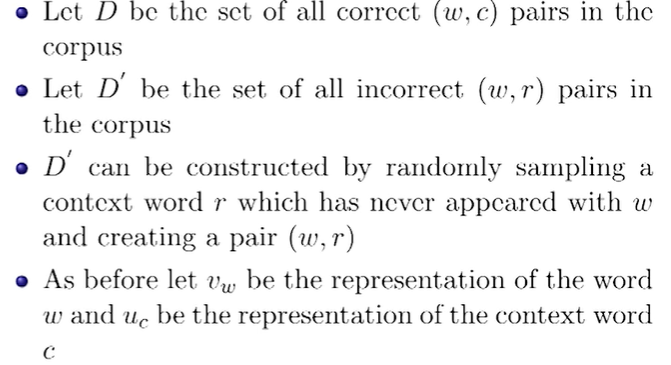 • Let D be the set of all correct (w, c) pairs in the
corpus
• Let D′ be the set of all incorrect (w, r) pairs in
the corpus
• D′ can be constructed by randomly sampling a
context word r which has never appeared with w
and creating a pair (w, r)
• As before let v_w be the representation of the word
w and u_c be the representation of the context word
c